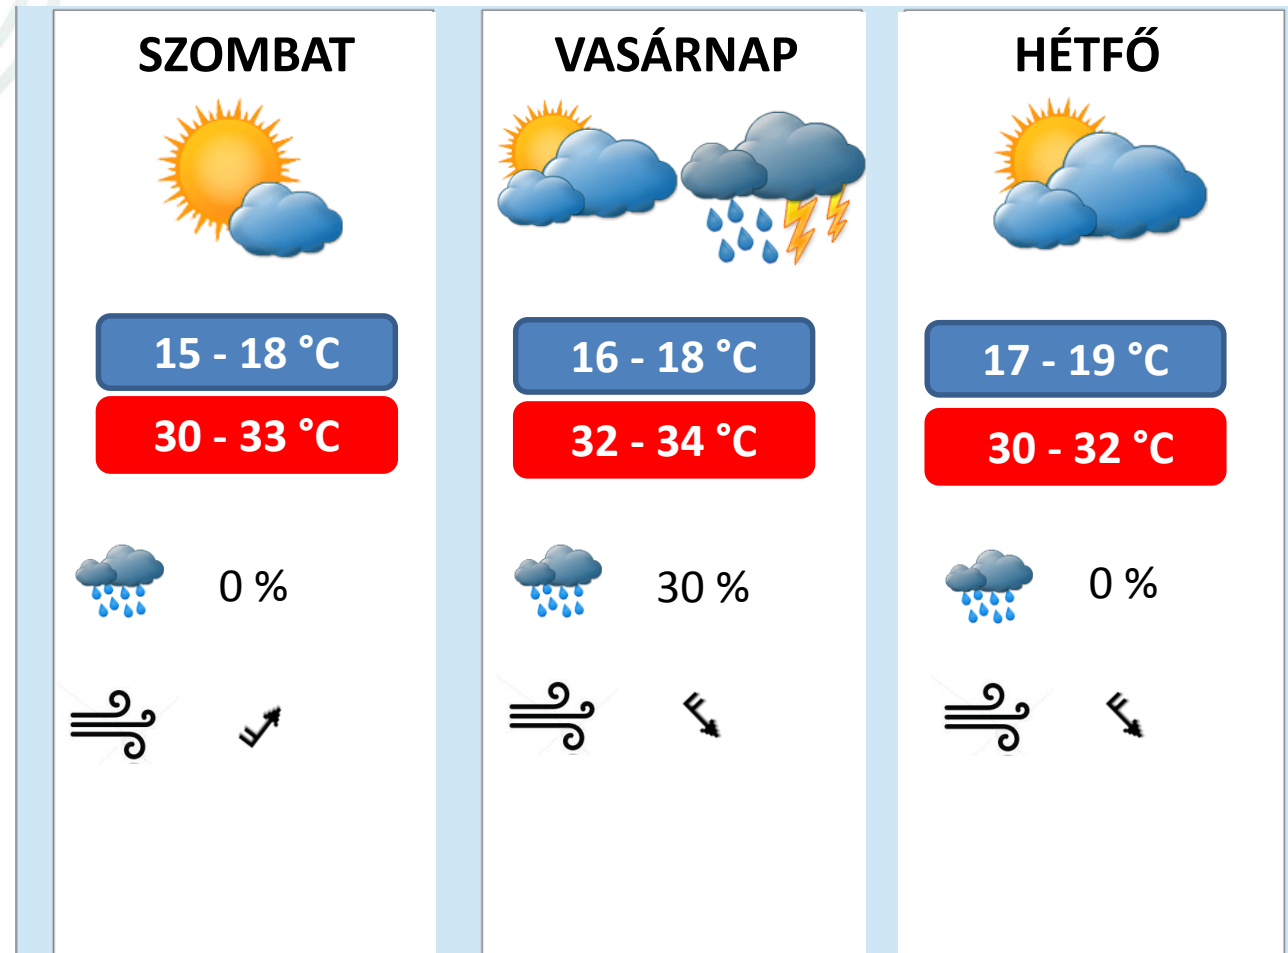 SZOMBAT
15 - 18 °C
30 - 33 °C
0 %
VASÁRNAP
16 - 18 °C
32 - 34 °C
30 %
HÉTFŐ
17 - 19 °C
30 - 32 °C
0 %